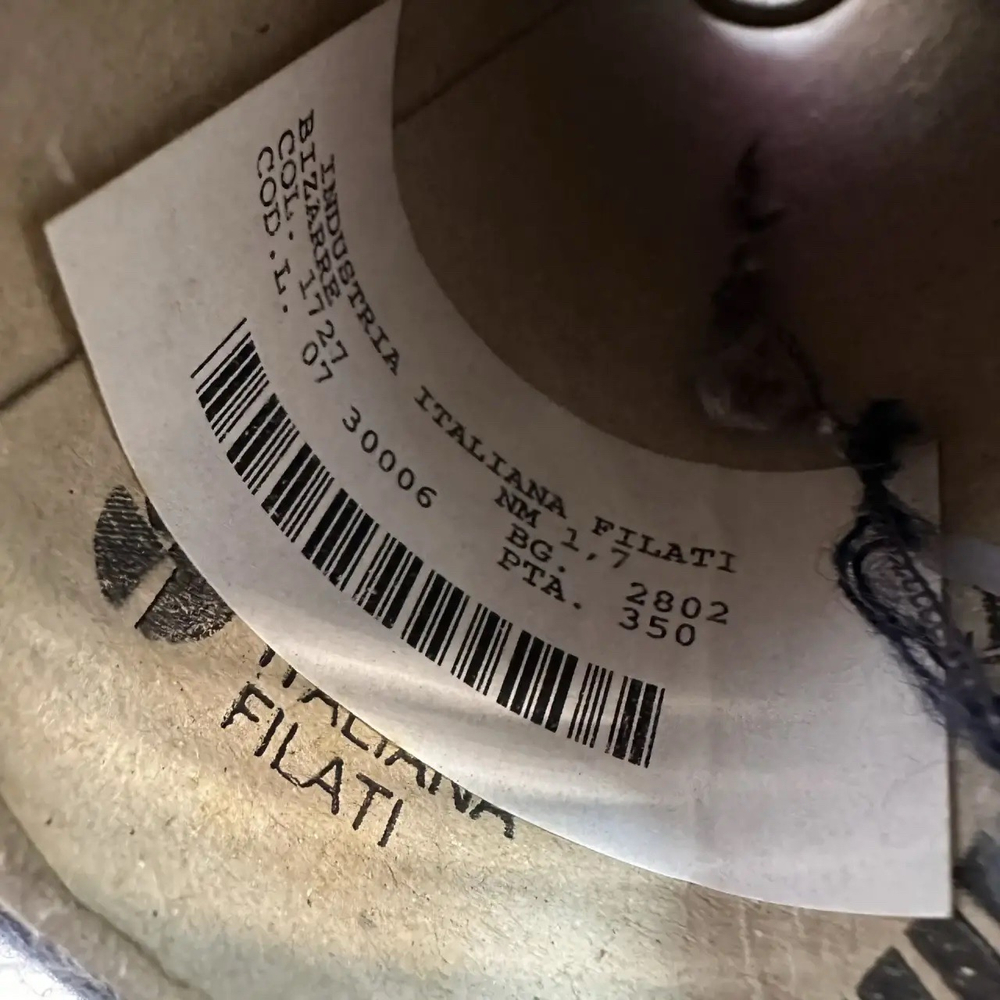 INDUSTRIA ITALIANA FILATI
BIZARRE NM 1,7
COL. 1727 BG. 2802
COD.L. 07 PTA. 350
30006
ITALIANA
FILATI